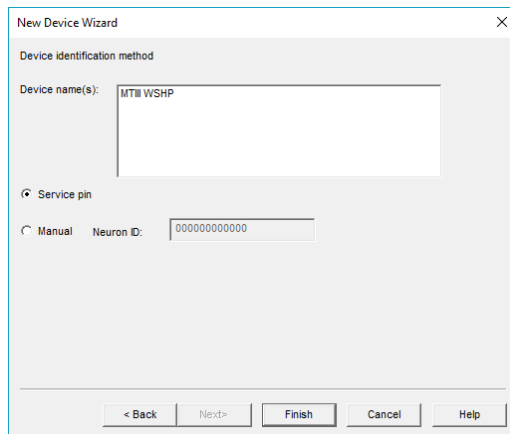 New Device Wizard
Device identification method
Device name(s):
MTIII WSHP
Service pin
Manual Neuron ID: 000000000000
< Back Next> Finish Cancel Help